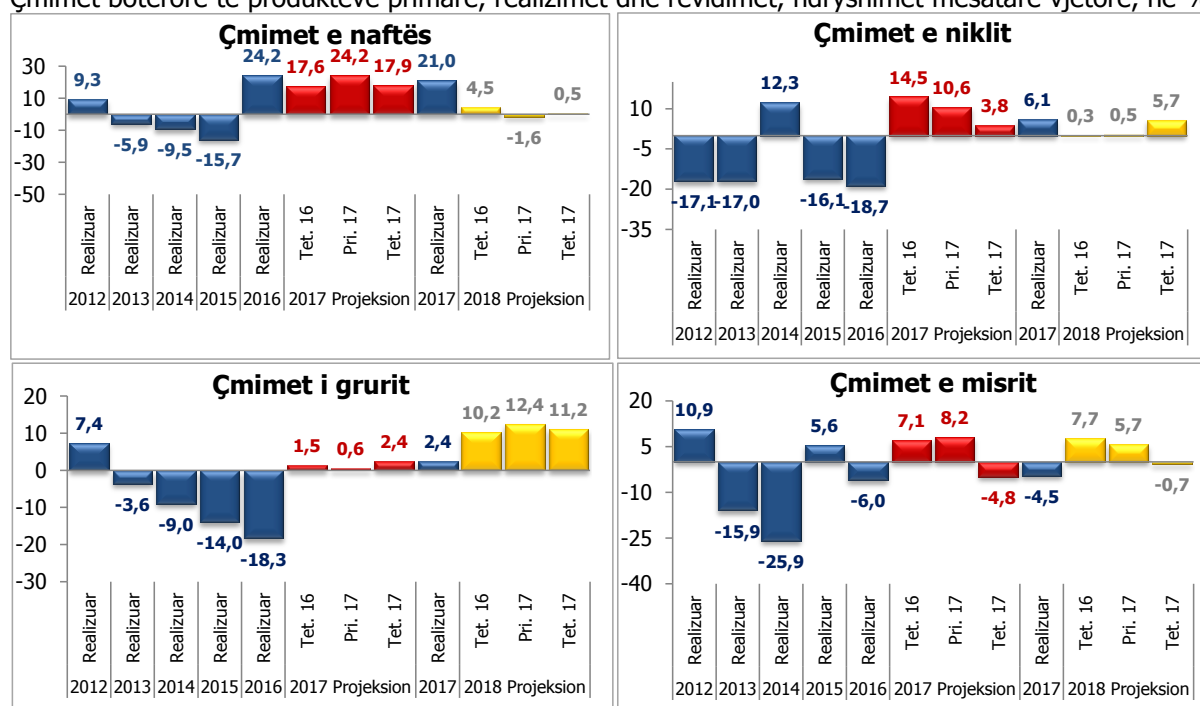 Çmimet botërore të produkteve primare, realizimet dhe revidimet, ndryshimet mesatare vjetore, në %
Çmimet e naftës
30
10
-10
-30
-50
9,3
-5,9
-9,5
-15,7
24,2
17,6
24,2
17,9
21,0
4,5
-1,6
0,5
Realizuar
Realizuar
Realizuar
Realizuar
Realizuar
Tet. 16
Pri. 17
Tet. 17
Realizuar
Tet. 16
Pri. 17
Tet. 17
2012 2013 2014 2015 2016 2017 Projeksion 2017 2018 Projeksion
Çmimet e niklit
10
-5
-20
-35
-17,1
-17,0
12,3
-16,1
-18,7
14,5
10,6
3,8
6,1
0,3
0,5
5,7
Realizuar
Realizuar
Realizuar
Realizuar
Realizuar
Tet. 16
Pri. 17
Tet. 17
Realizuar
Tet. 16
Pri. 17
Tet. 17
2012 2013 2014 2015 2016 2017 Projeksion 2017 2018 Projeksion
Çmimet i grurit
20
10
0
-10
-20
-30
7,4
-3,6
-9,0
-14,0
-18,3
1,5
0,6
2,4
2,4
10,2
12,4
11,2
Realizuar
Realizuar
Realizuar
Realizuar
Realizuar
Tet. 16
Pri. 17
Tet. 17
Realizuar
Tet. 16
Pri. 17
Tet. 17
2012 2013 2014 2015 2016 2017 Projeksion 2017 2018 Projeksion
Çmimet e misrit
20
5
-10
-25
-40
10,9
-15,9
-25,9
5,6
-6,0
7,1
8,2
-4,8
-4,5
7,7
5,7
-0,7
Realizuar
Realizuar
Realizuar
Realizuar
Realizuar
Tet. 16
Pri. 17
Tet. 17
Realizuar
Tet. 16
Pri. 17
Tet. 17
2012 2013 2014 2015 2016 2017 Projeksion 2017 2018 Projeksion